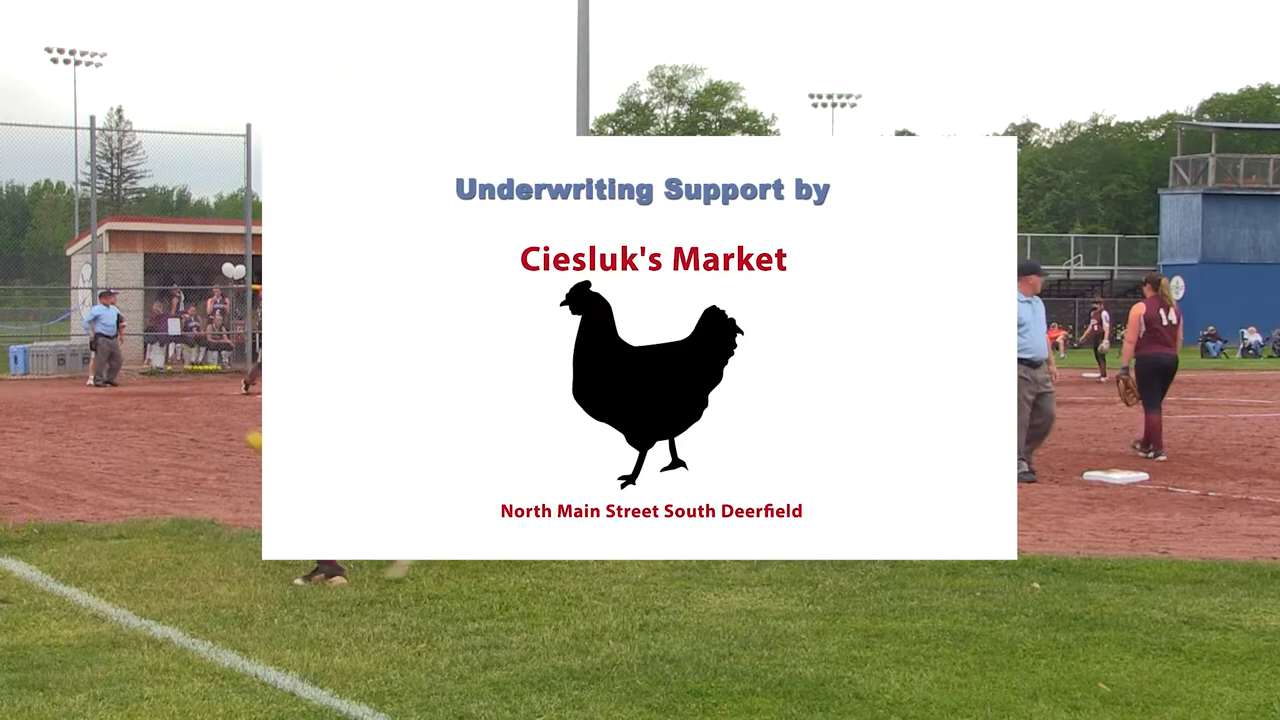 Underwriting Support by
Ciesluk's Market
North Main Street South Deerfield
14